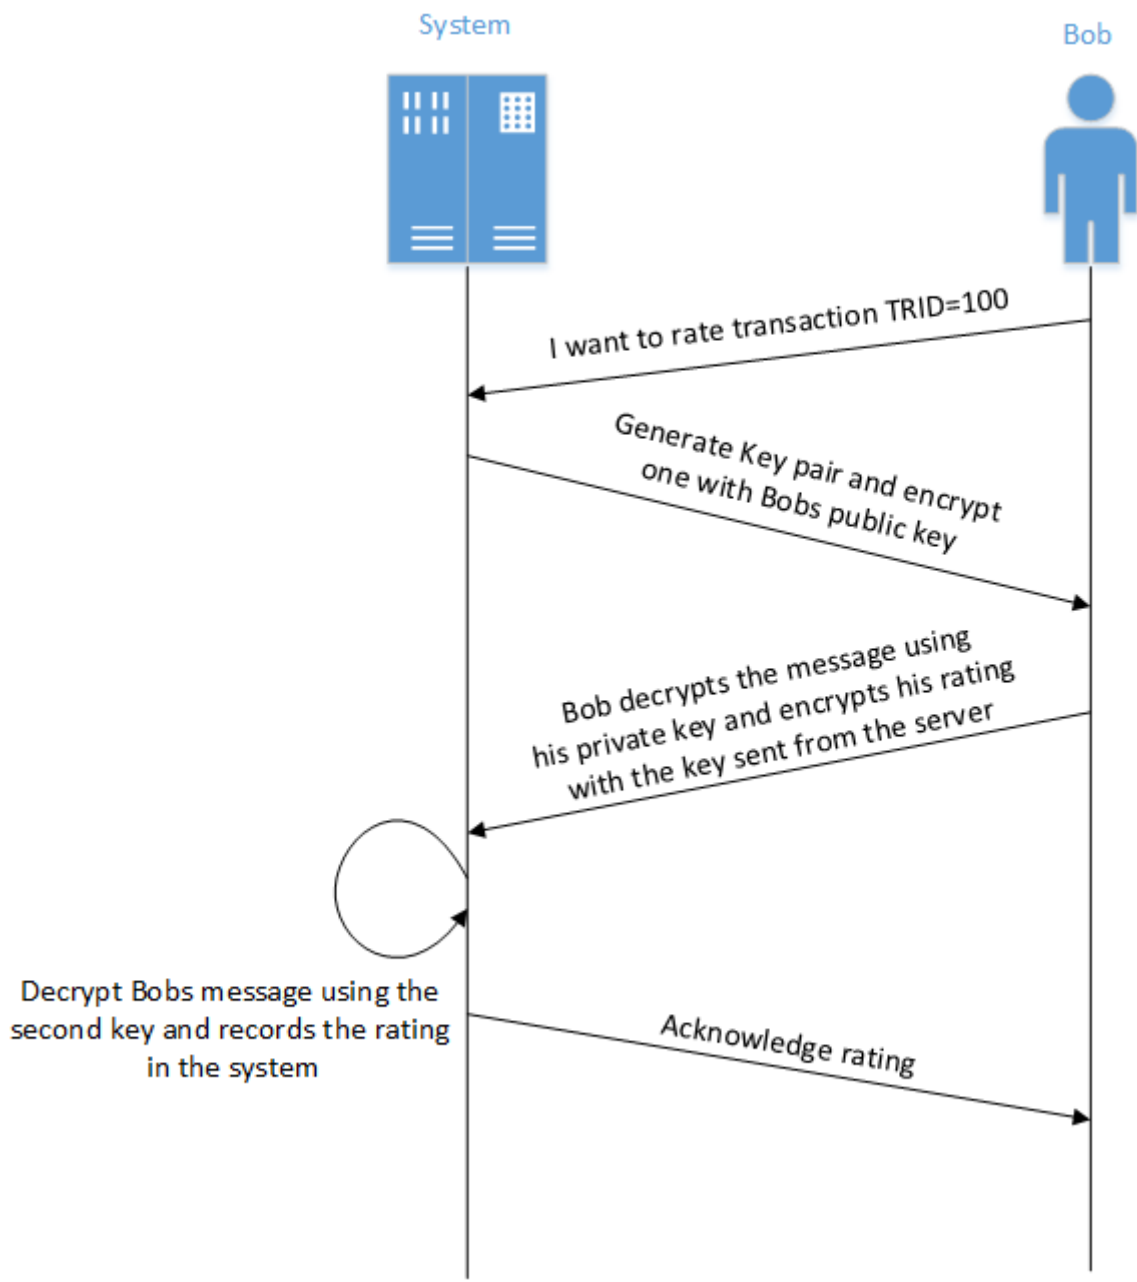 System
Bob
I want to rate transaction TRID=100
Generate Key pair and encrypt
one with Bobs public key
Bob decrypts the message using
his private key and encrypts his rating
with the key sent from the server
Decrypt Bobs message using the
second key and records the rating
in the system
Acknowledge rating